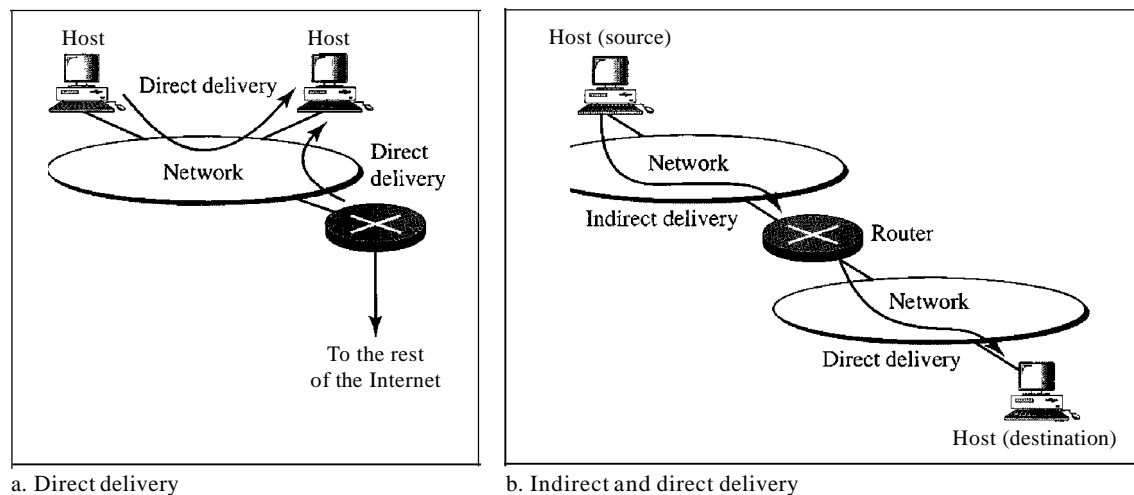 Host
Host
Direct delivery
Network
Direct
delivery
To the rest
of the Internet
a. Direct delivery
Host (source)
Network
Indirect delivery
Router
Network
Direct delivery
Host (destination)
b. Indirect and direct delivery